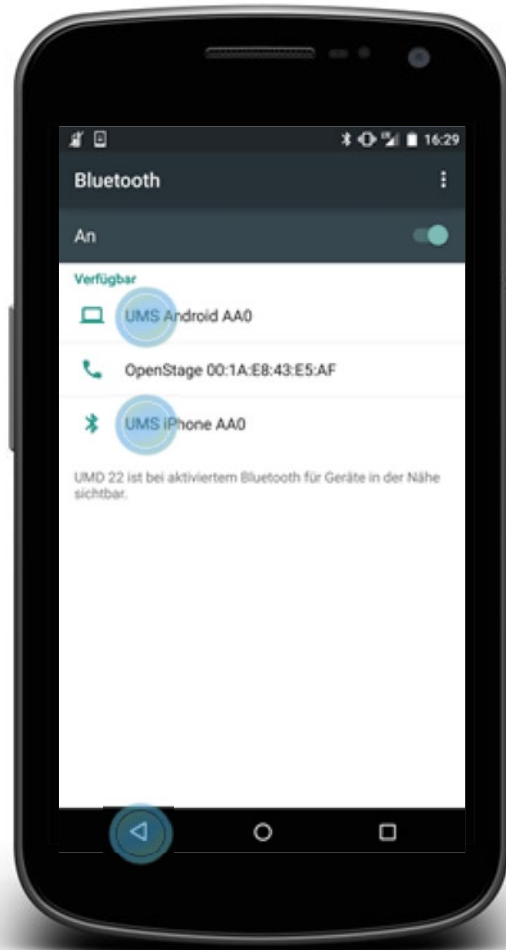 16:29
Bluetooth
An
Verfügbar
UMS Android AA0
OpenStage 00:1A:E8:43:E5:AF
UMS iPhone AA0
UMD 22 ist bei aktiviertem Bluetooth für Geräte in der Nähe
sichtbar.